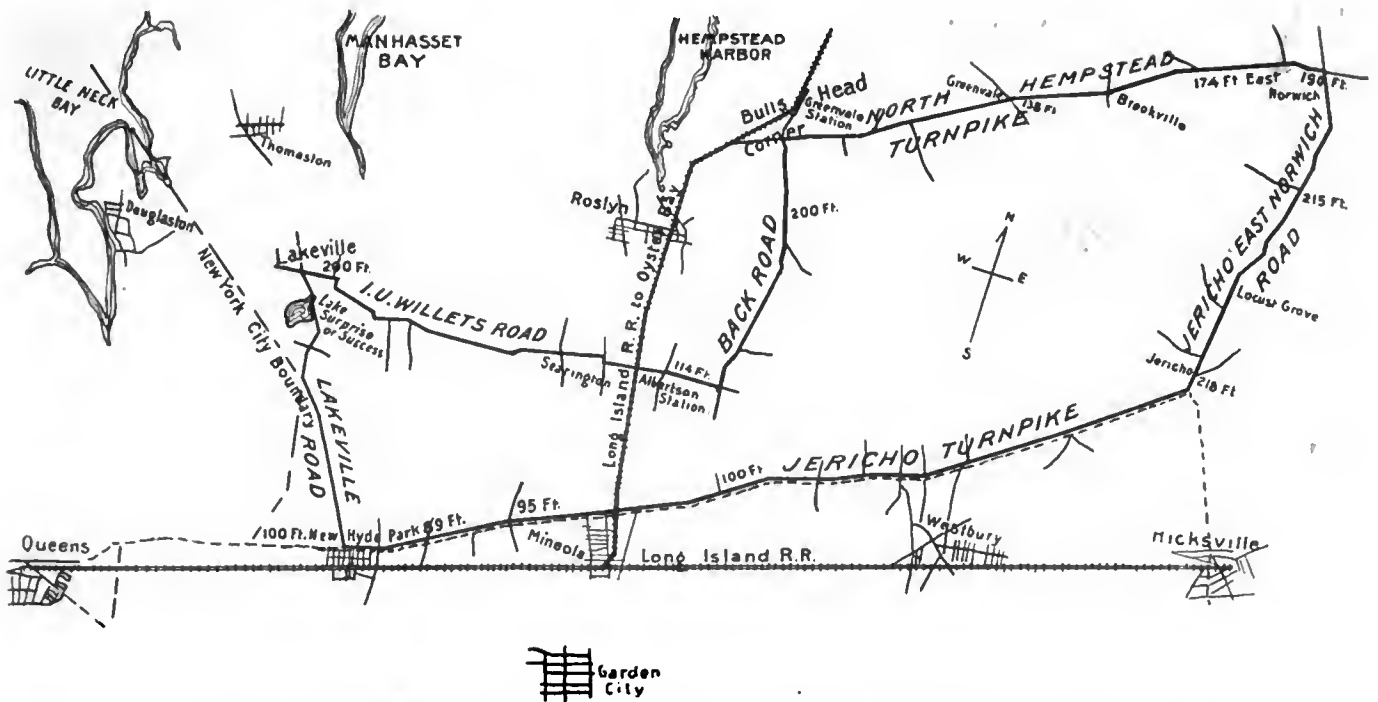 LITTLE NECK
BAY
MANHASSET
BAY
HEMPSTEAD
HARBOR
Thomaston
Douglaston
New York City Boundary
Lakeville
200 Ft.
Lake
Surprise
or Success
I.U. WILLETS ROAD
LAKEVILLE
ROAD
Searington
Albertson
Station
114 Ft.
Roslyn
Long Island R.R. to Oyster Bay
Bulls Head
Corner
Greenvale
Station
NORTH HEMPSTEAD
TURNPIKE
Greenvale
138 Ft
Brookville
174 Ft East
Norwich
190 Ft.
BACK ROAD
200 Ft.
N
W
E
S
JERICHO EAST NORWICH
ROAD
215 Ft.
Locust Grove
Jericho
218 Ft
JERICHO TURNPIKE
100 Ft
95 Ft.
100 Ft. New Hyde Park 89 Ft.
Queens
Mineola
Long Island R.R.
Westbury
Hicksville
Garden
City